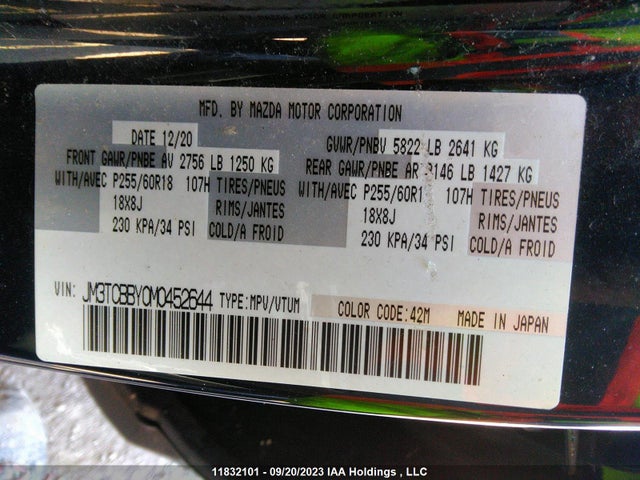 MFD. BY MAZDA MOTOR CORPORATION
DATE 12/20 GVWR/PNBV 5822 LB 2641 KG
FRONT GAWR/PNBE AV 2756 LB 1250 KG REAR GAWR/PNBE AR 3146 LB 1427 KG
WITH/AVEC P255/60R18 107H TIRES/PNEUS WITH/AVEC P255/60R1 107H TIRES/PNEUS
18X8J RIMS/JANTES 18X8J RIMS/JANTES
230 KPA/34 PSI COLD/A FROID 230 KPA/34 PSI COLD/A FROID
VIN: JM3TCBBY0M0452644 TYPE:MPV/VTUM COLOR CODE:42M MADE IN JAPAN
11832101 - 09/20/2023 IAA Holdings , LLC